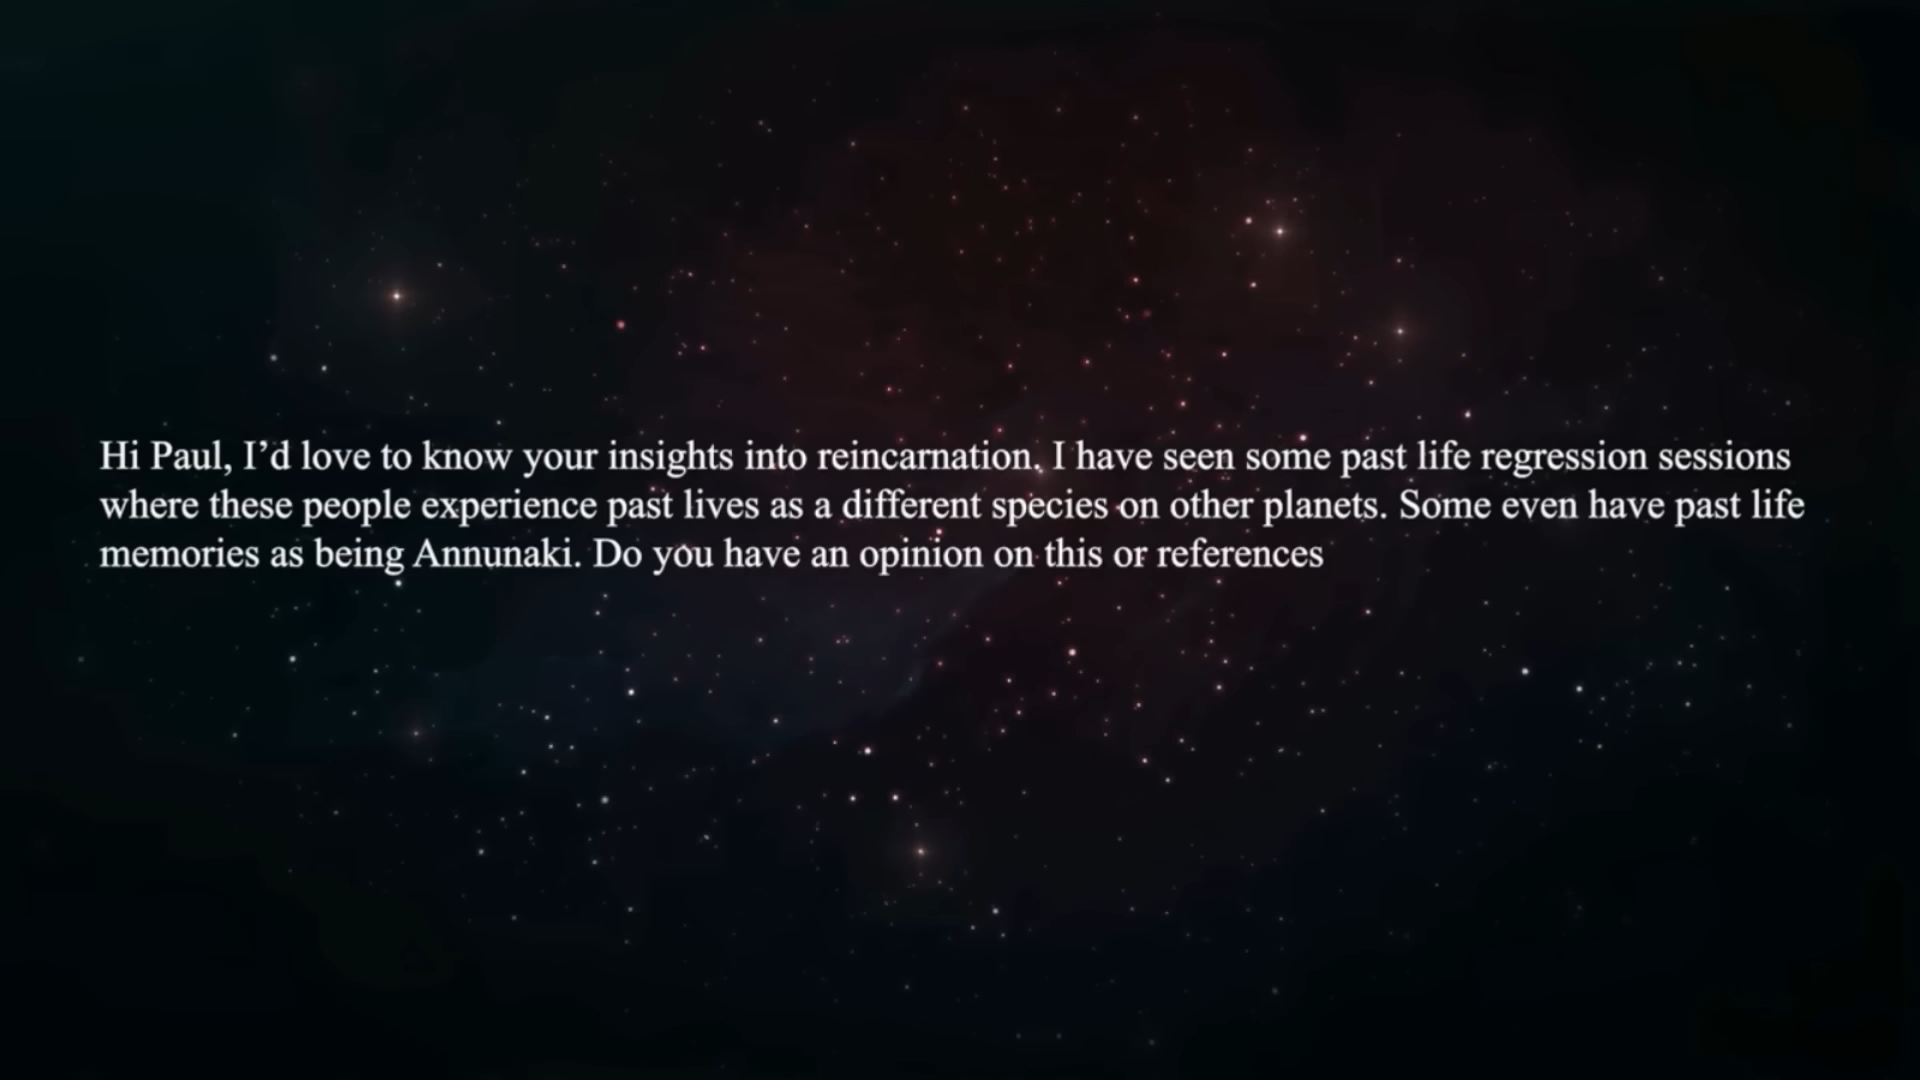 Hi Paul, I’d love to know your insights into reincarnation. I have seen some past life regression sessions
where these people experience past lives as a different species on other planets. Some even have past life
memories as being Annunaki. Do you have an opinion on this or references